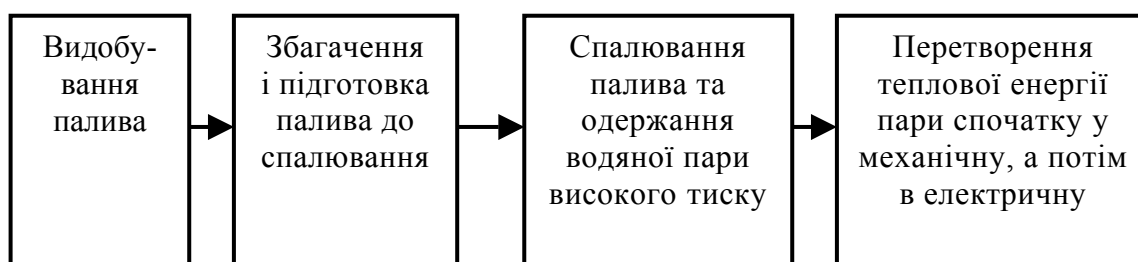 Видобу-
вання
палива
Збагачення
і підготовка
палива до
спалювання
Спалювання
палива та
одержання
водяної пари
високого тиску
Перетворення
теплової енергії
пари спочатку у
механічну, а потім
в електричну